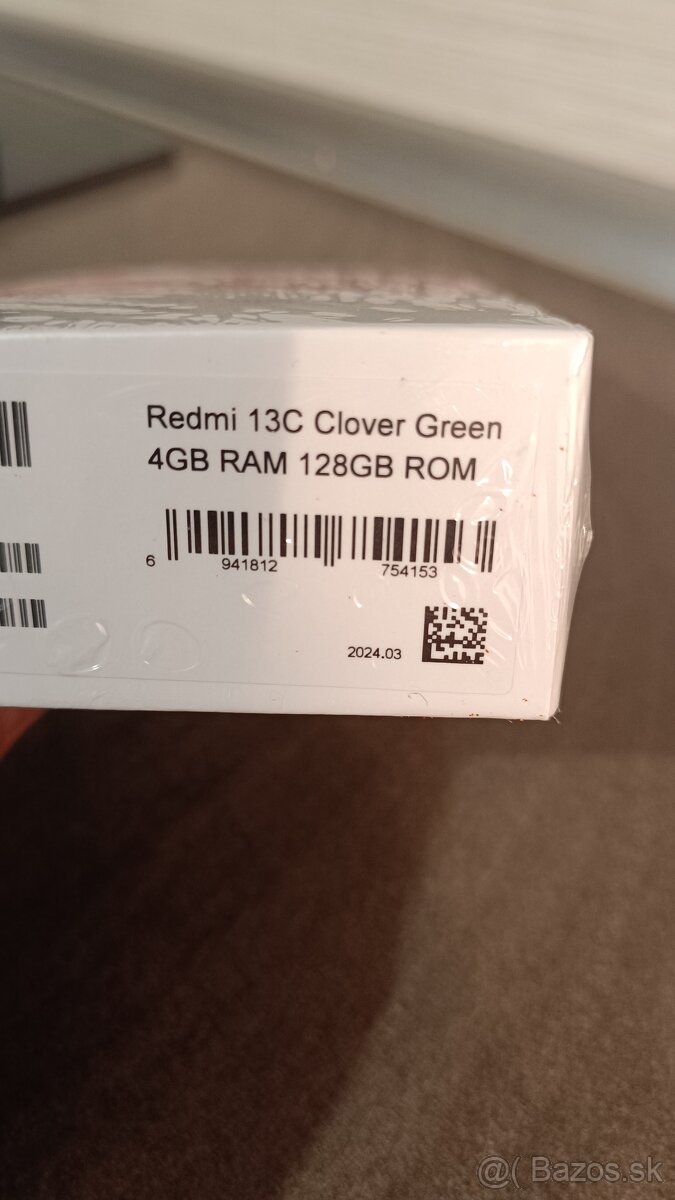 Redmi 13C Clover Green
4GB RAM 128GB ROM
6 941812 754153
2024.03
@( Bazos.sk